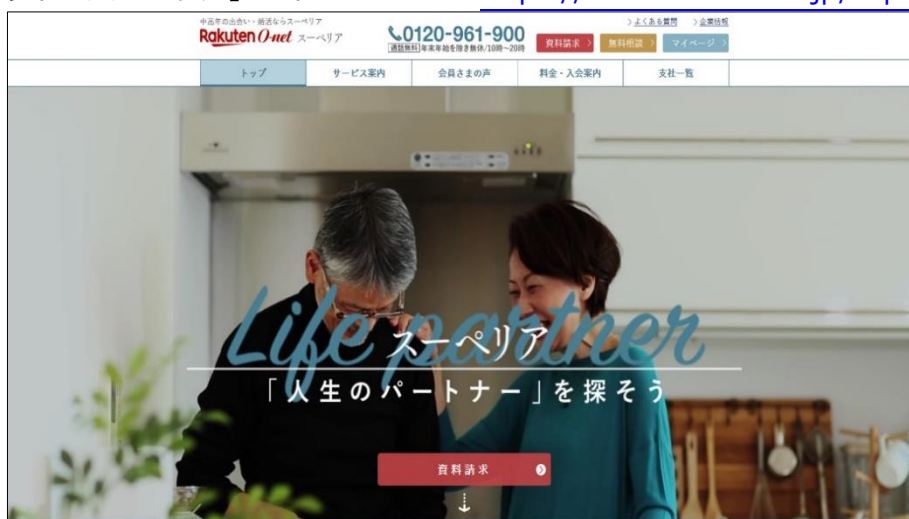 中高年の出会い・婚活ならスーペリア
Rakuten O-net スーペリア
0120-961-900
通話無料 年末年始を除き無休/10時~20時
> よくある質問 > 企業情報
資料請求 >
無料相談 >
マイページ >
トップ
サービス案内
会員さまの声
料金・入会案内
支社一覧
Life partner
スーペリア
「人生のパートナー」を探そう
資料請求